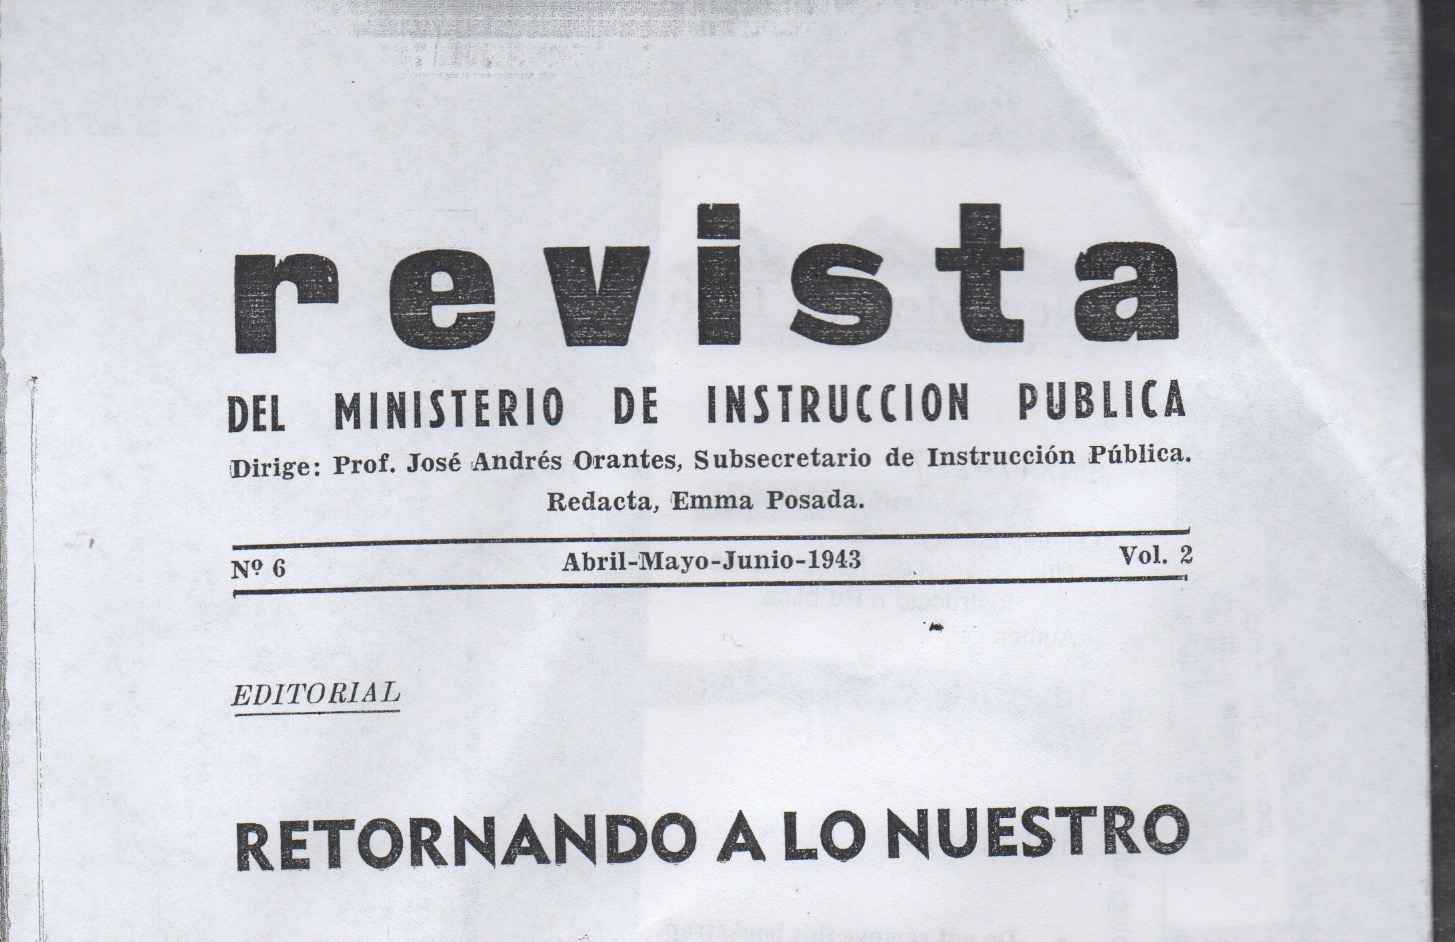 revista
DEL MINISTERIO DE INSTRUCCION PUBLICA
Dirige: Prof. José Andrés Orantes, Subsecretario de Instrucción Pública.
Redacta, Emma Posada.
Nº 6 Abril-Mayo-Junio-1943 Vol. 2
EDITORIAL
RETORNANDO A LO NUESTRO